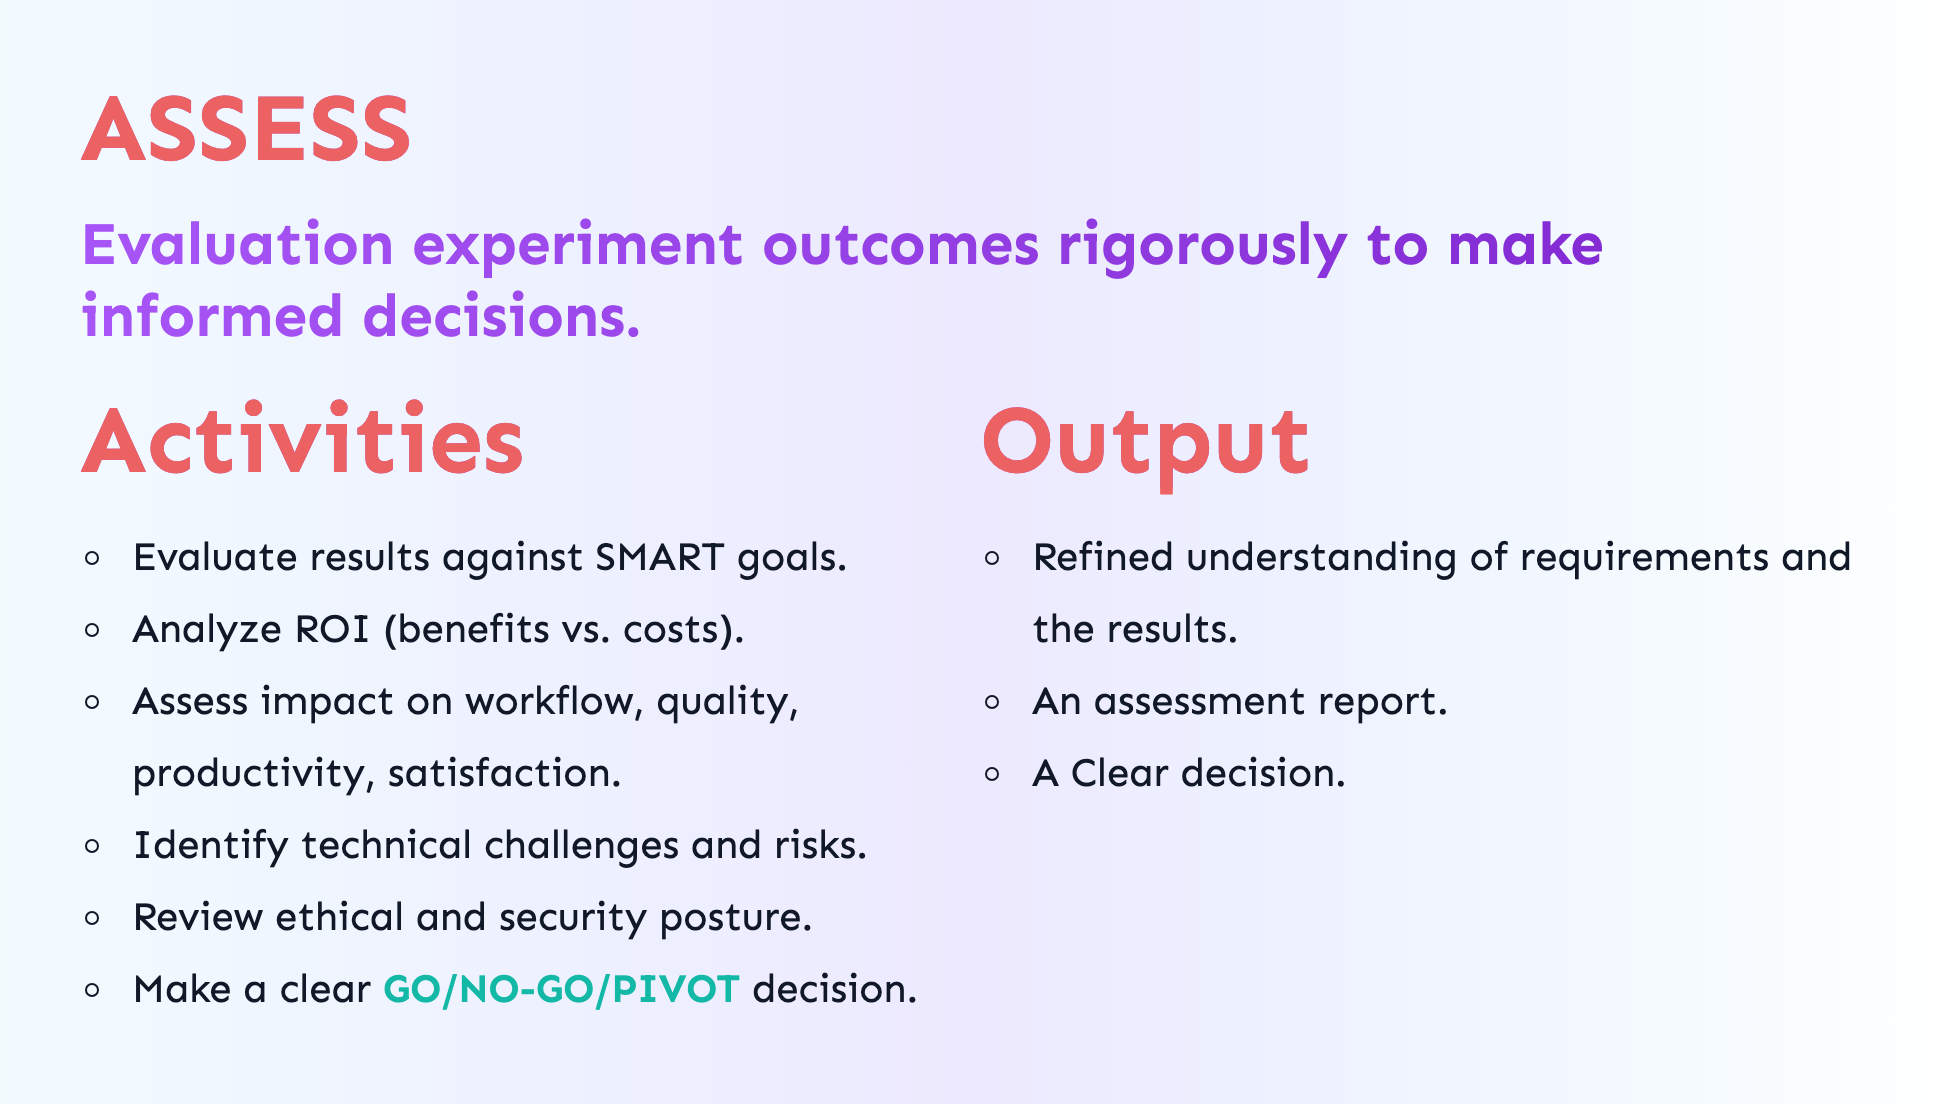 ASSESS
Evaluation experiment outcomes rigorously to make
informed decisions.
Activities
Evaluate results against SMART goals.
Analyze ROI (benefits vs. costs).
Assess impact on workflow, quality,
productivity, satisfaction.
Identify technical challenges and risks.
Review ethical and security posture.
Make a clear GO/NO-GO/PIVOT decision.
Output
Refined understanding of requirements and
the results.
An assessment report.
A Clear decision.